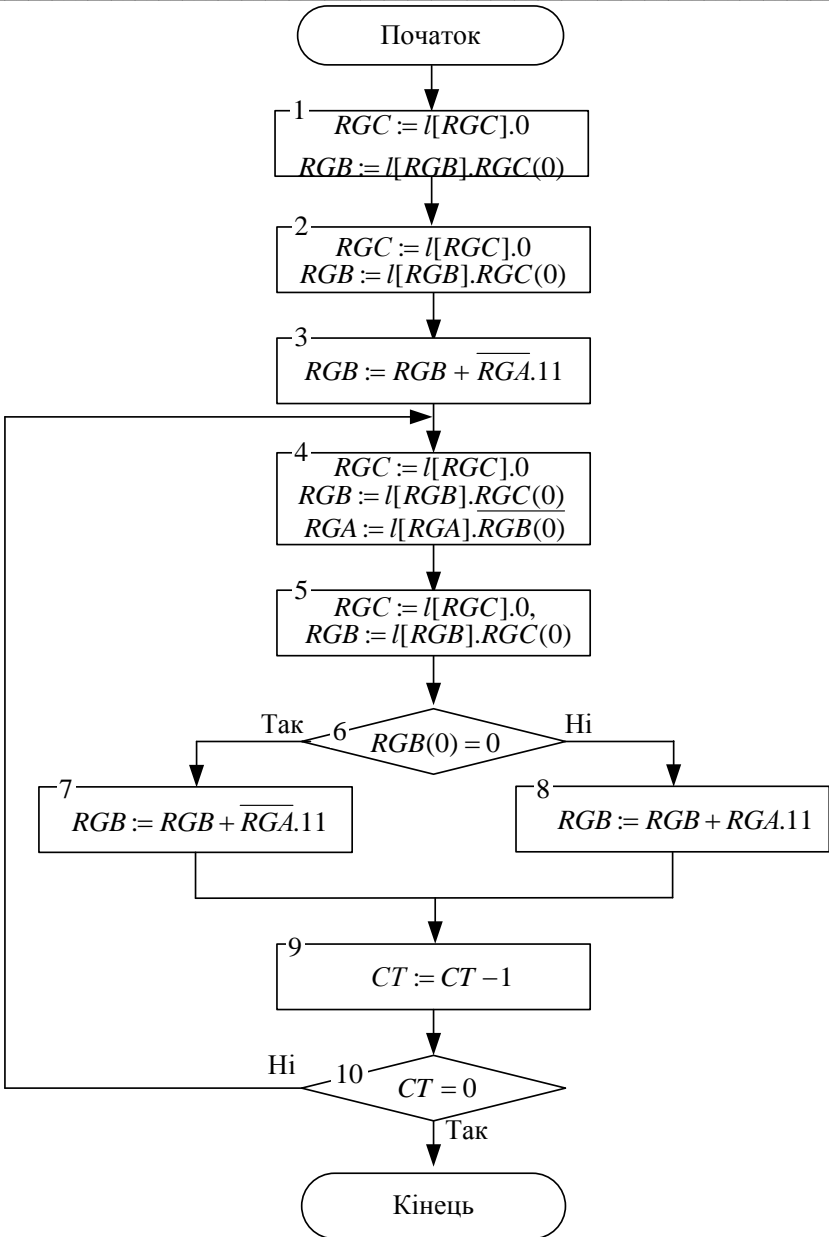 Початок
1
RGC := l[RGC].0
RGB := l[RGB].RGC(0)
2
RGC := l[RGC].0
RGB := l[RGB].RGC(0)
3
RGB := RGB + \overline{RGA}.11
4
RGC := l[RGC].0
RGB := l[RGB].RGC(0)
RGA := l[RGA].\overline{RGB(0)}
5
RGC := l[RGC].0,
RGB := l[RGB].RGC(0)
Так 6 RGB(0) = 0 Ні
7
RGB := RGB + \overline{RGA}.11
8
RGB := RGB + RGA.11
9
CT := CT −1
Ні 10 CT = 0
Так
Кінець